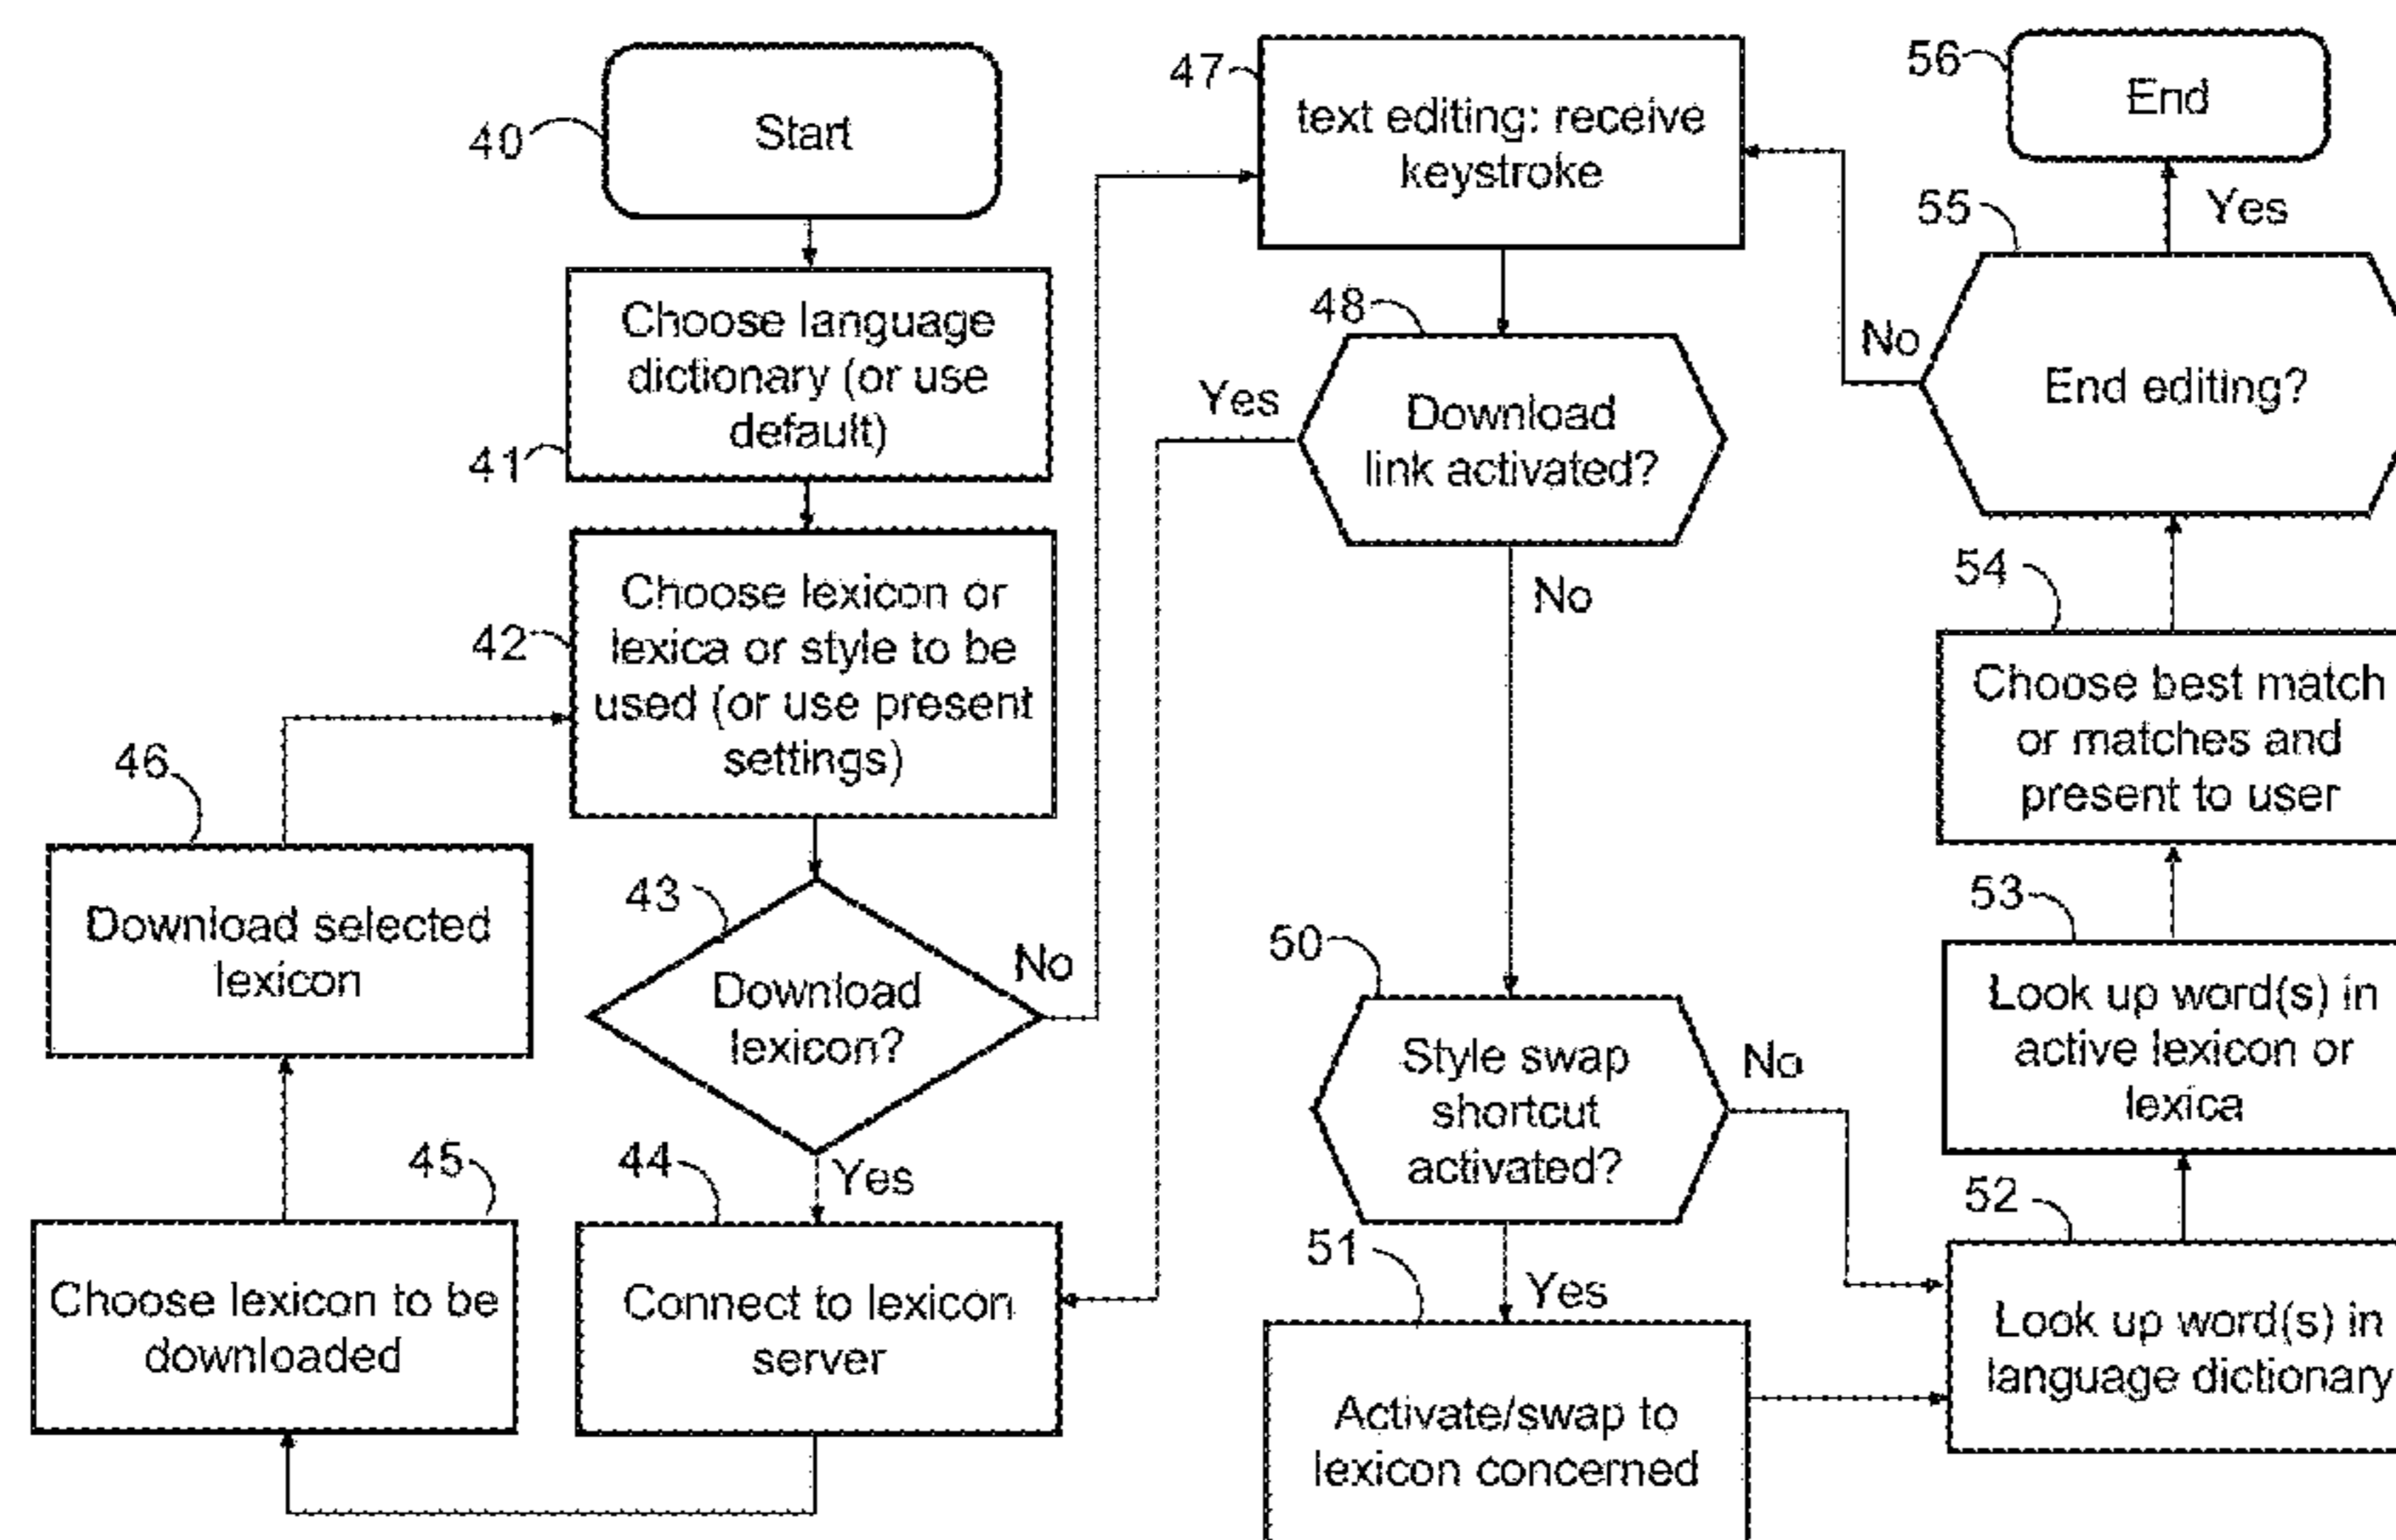 40
Start
41
Choose language
dictionary (or use
default)
42
Choose lexicon or
lexica or style to be
used (or use present
settings)
43
Download
lexicon?
No
Yes
44
Connect to lexicon
server
45
Choose lexicon to be
downloaded
46
Download selected
lexicon
47
text editing: receive
keystroke
48
Download
link activated?
Yes
No
50
Style swap
shortcut
activated?
No
Yes
51
Activate/swap to
lexicon concerned
52
Look up word(s) in
language dictionary
53
Look up word(s) in
active lexicon or
lexica
54
Choose best match
or matches and
present to user
55
End editing?
No
Yes
56
End